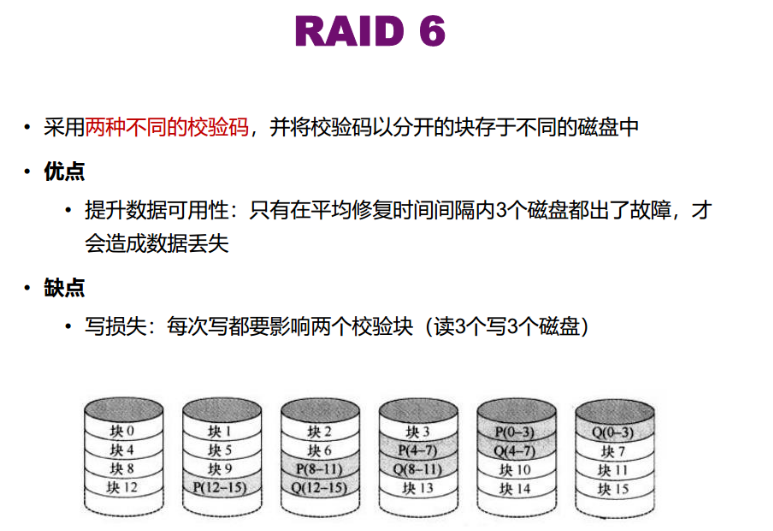 RAID 6
• 采用两种不同的校验码，并将校验码以分开的块存于不同的磁盘中
• 优点
• 提升数据可用性：只有在平均修复时间间隔内3个磁盘都出了故障，才
会造成数据丢失
• 缺点
• 写损失：每次写都要影响两个校验块（读3个写3个磁盘）
块 0 块 1 块 2 块 3 P(0–3) Q(0–3)
块 4 块 5 块 6 P(4–7) Q(4–7) 块 7
块 8 块 9 P(8–11) Q(8–11) 块 10 块 11
块 12 P(12–15) Q(12–15) 块 13 块 14 块 15